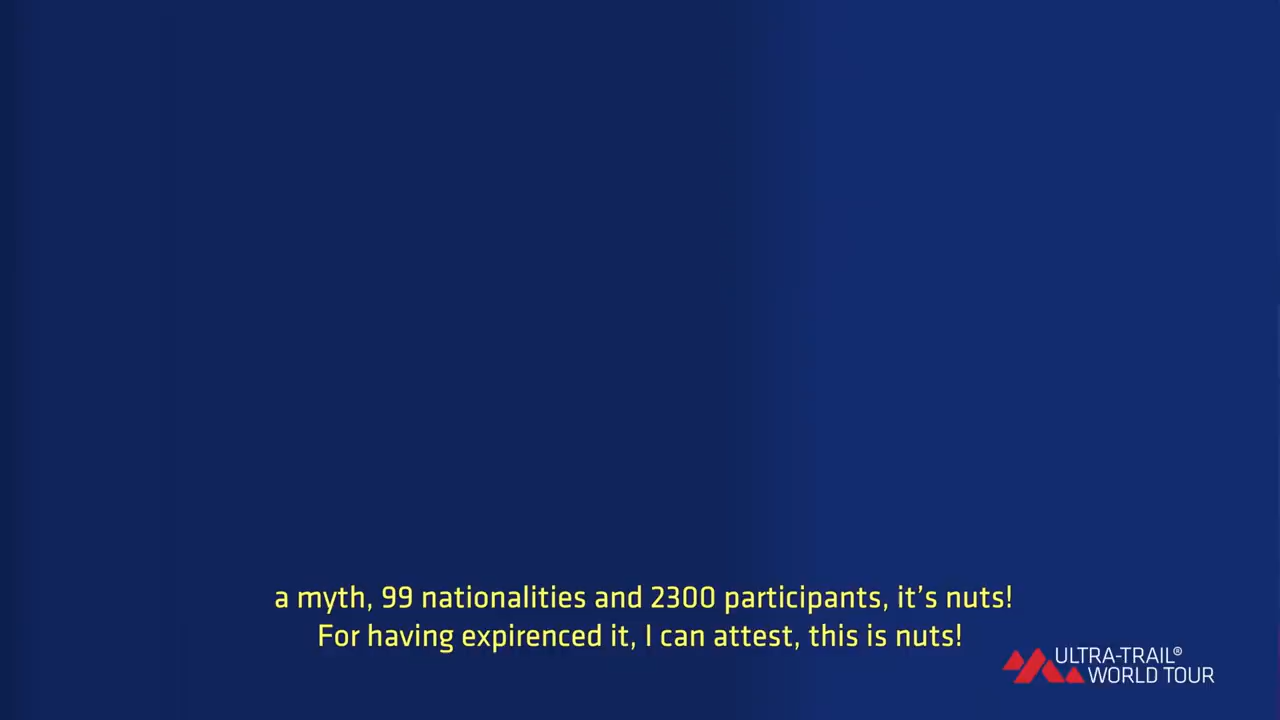 a myth, 99 nationalities and 2300 participants, it’s nuts!
For having expirenced it, I can attest, this is nuts!
ULTRA-TRAIL®
WORLD TOUR